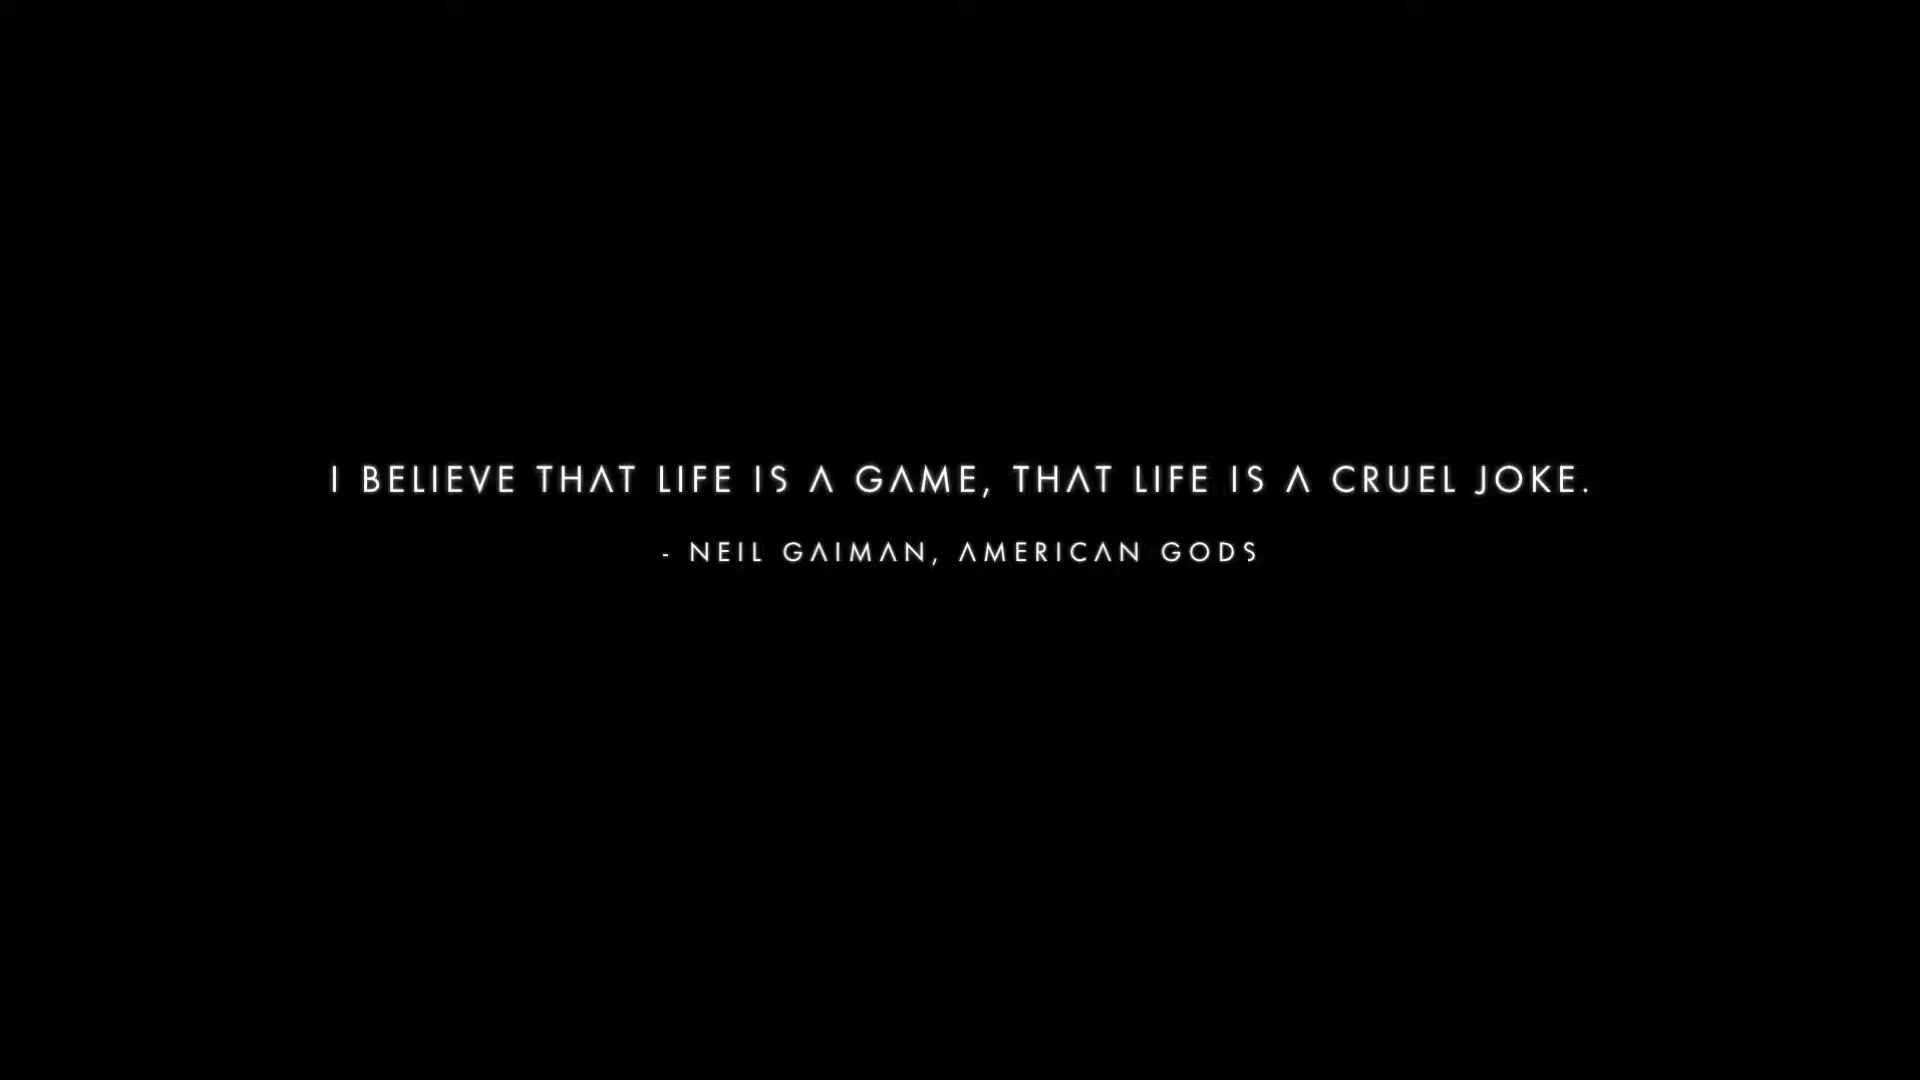 I BELIEVE THAT LIFE IS A GAME, THAT LIFE IS A CRUEL JOKE.
- NEIL GAIMAN, AMERICAN GODS